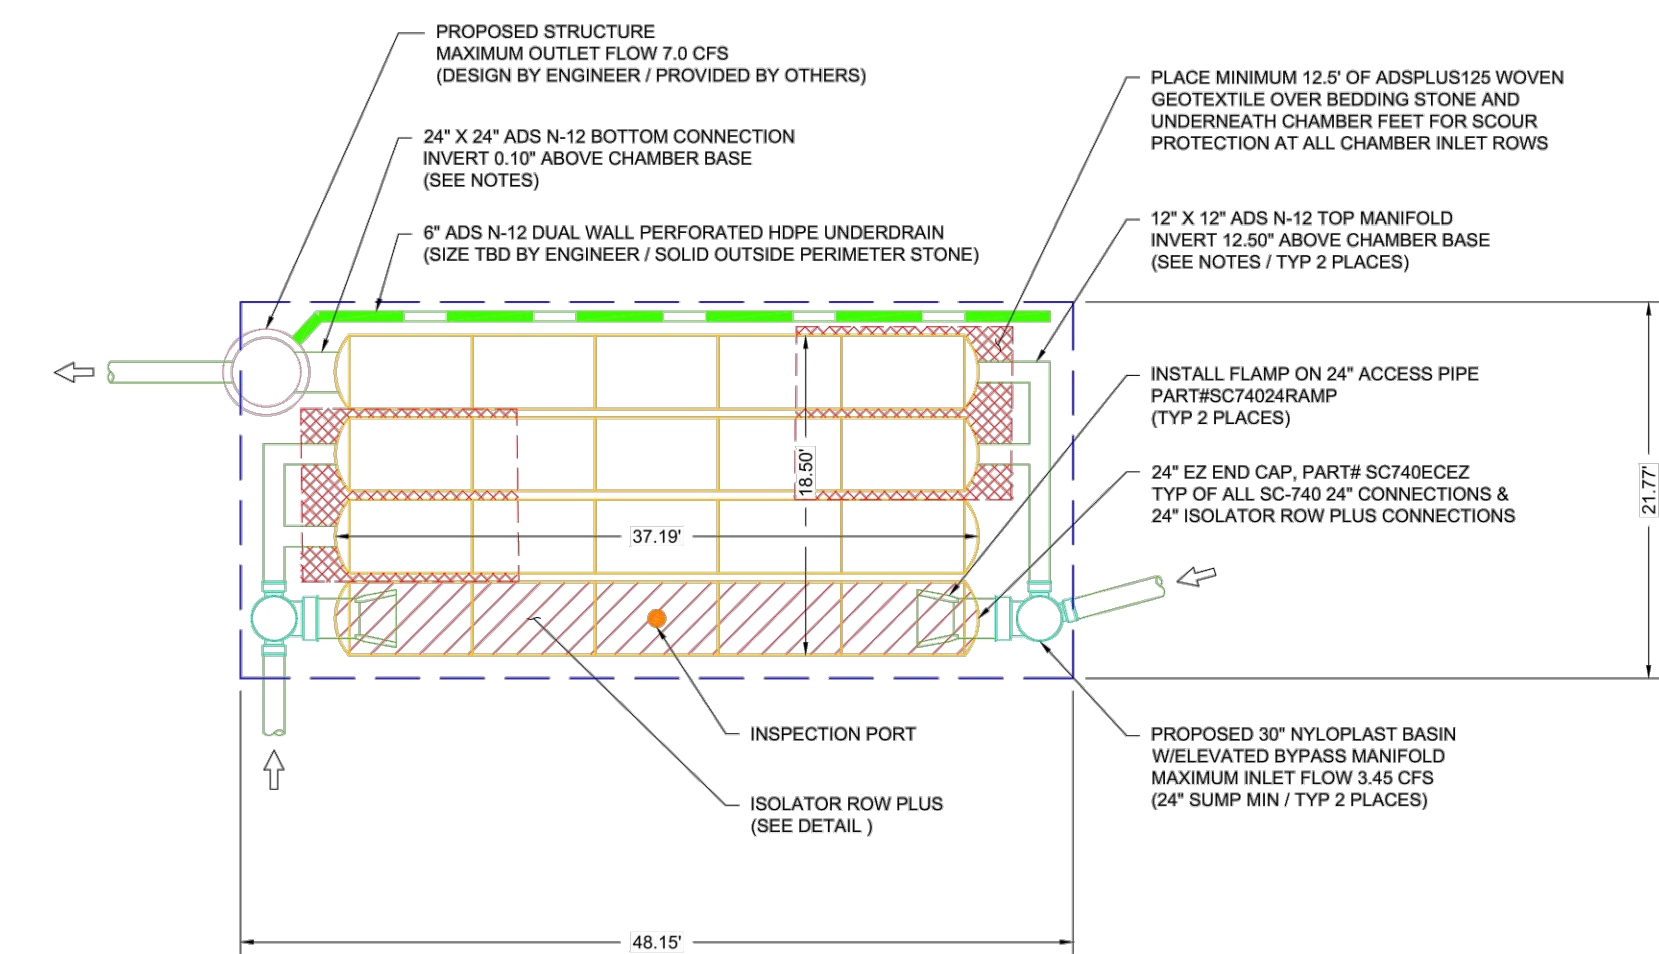 PROPOSED STRUCTURE
MAXIMUM OUTLET FLOW 7.0 CFS
(DESIGN BY ENGINEER / PROVIDED BY OTHERS)
24" X 24" ADS N-12 BOTTOM CONNECTION
INVERT 0.10" ABOVE CHAMBER BASE
(SEE NOTES)
6" ADS N-12 DUAL WALL PERFORATED HDPE UNDERDRAIN
(SIZE TBD BY ENGINEER / SOLID OUTSIDE PERIMETER STONE)
PLACE MINIMUM 12.5' OF ADSPLUS125 WOVEN
GEOTEXTILE OVER BEDDING STONE AND
UNDERNEATH CHAMBER FEET FOR SCOUR
PROTECTION AT ALL CHAMBER INLET ROWS
12" X 12" ADS N-12 TOP MANIFOLD
INVERT 12.50" ABOVE CHAMBER BASE
(SEE NOTES / TYP 2 PLACES)
INSTALL FLAMP ON 24" ACCESS PIPE
PART#SC74024RAMP
(TYP 2 PLACES)
24" EZ END CAP, PART# SC740ECEZ
TYP OF ALL SC-740 24" CONNECTIONS &
24" ISOLATOR ROW PLUS CONNECTIONS
18.50'
37.19'
21.77'
INSPECTION PORT
ISOLATOR ROW PLUS
(SEE DETAIL )
PROPOSED 30" NYLOPLAST BASIN
W/ELEVATED BYPASS MANIFOLD
MAXIMUM INLET FLOW 3.45 CFS
(24" SUMP MIN / TYP 2 PLACES)
48.15'